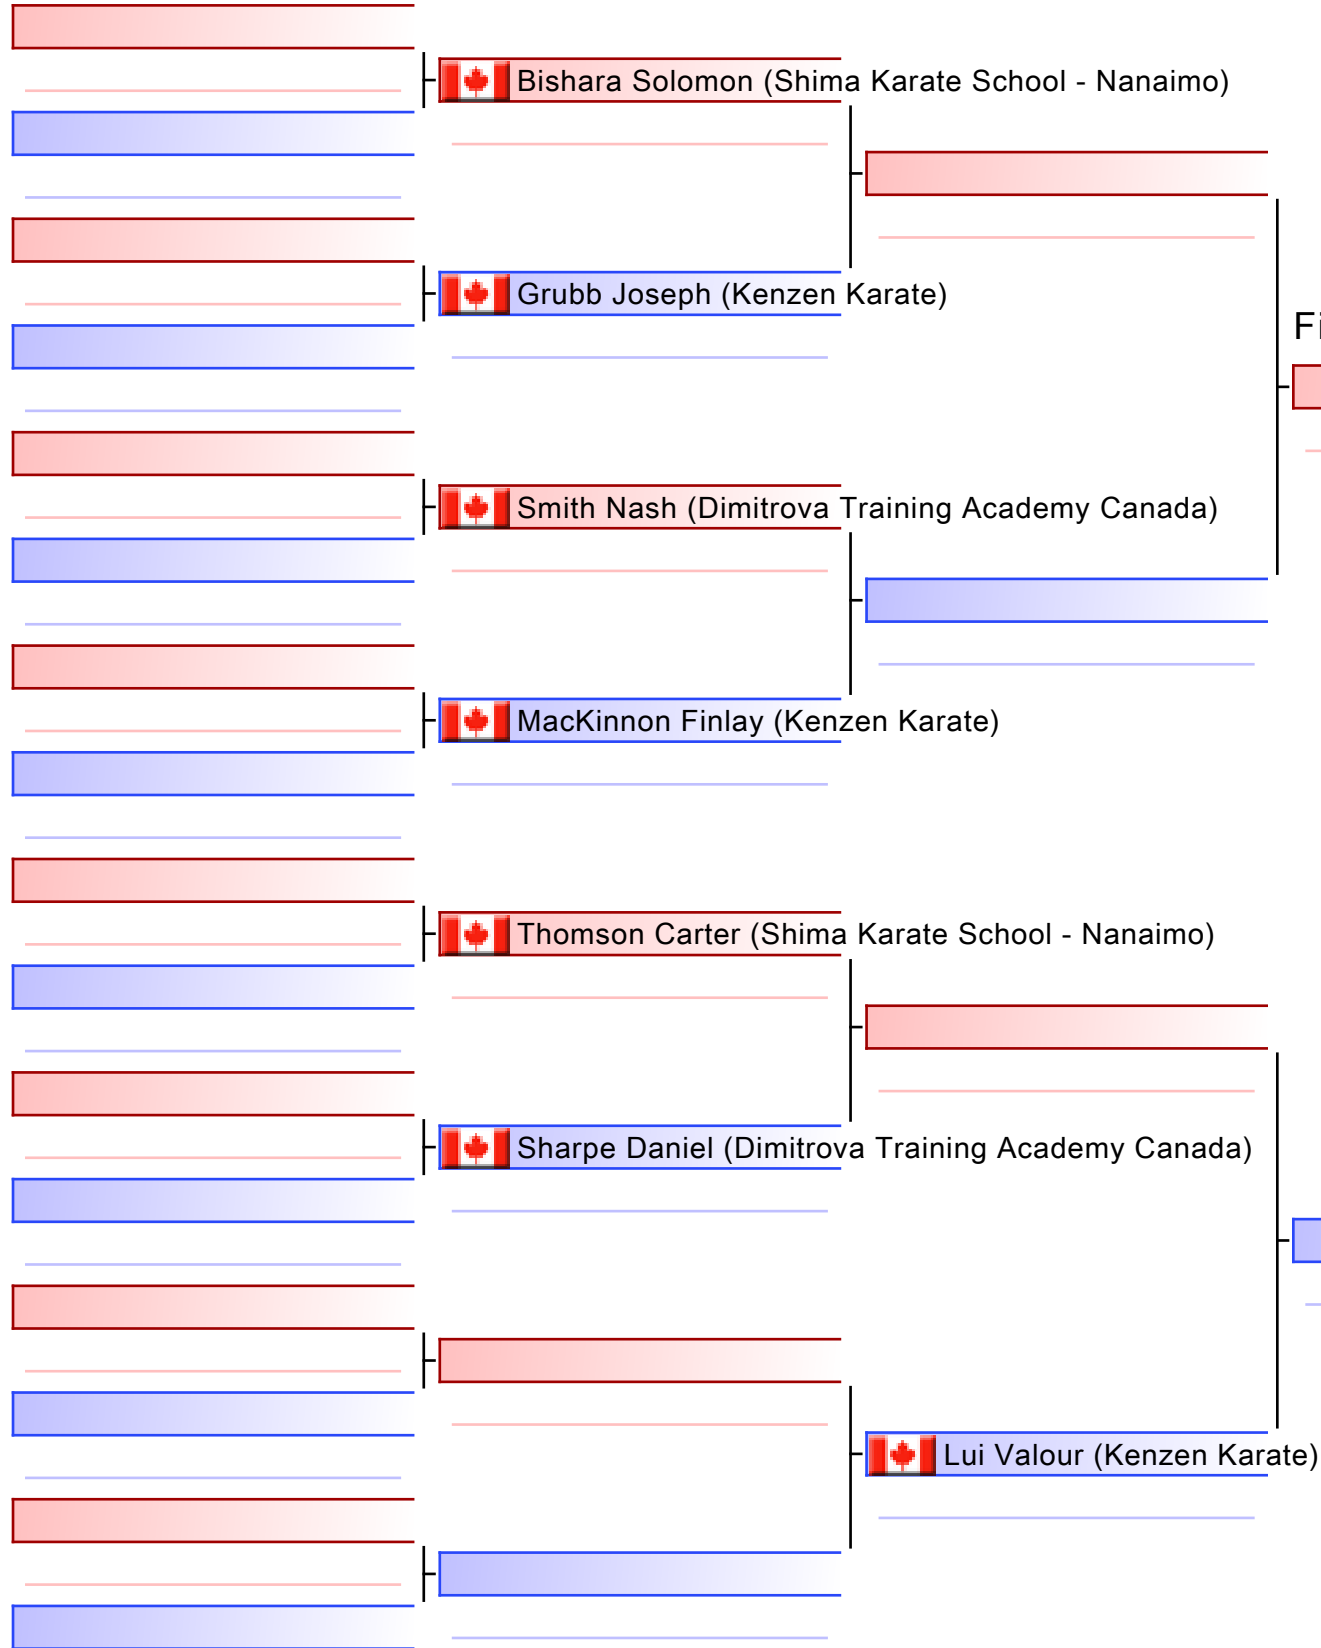 Bishara Solomon (Shima Karate School - Nanaimo)
Grubb Joseph (Kenzen Karate)
Fi
Smith Nash (Dimitrova Training Academy Canada)
MacKinnon Finlay (Kenzen Karate)
Thomson Carter (Shima Karate School - Nanaimo)
Sharpe Daniel (Dimitrova Training Academy Canada)
Lui Valour (Kenzen Karate)